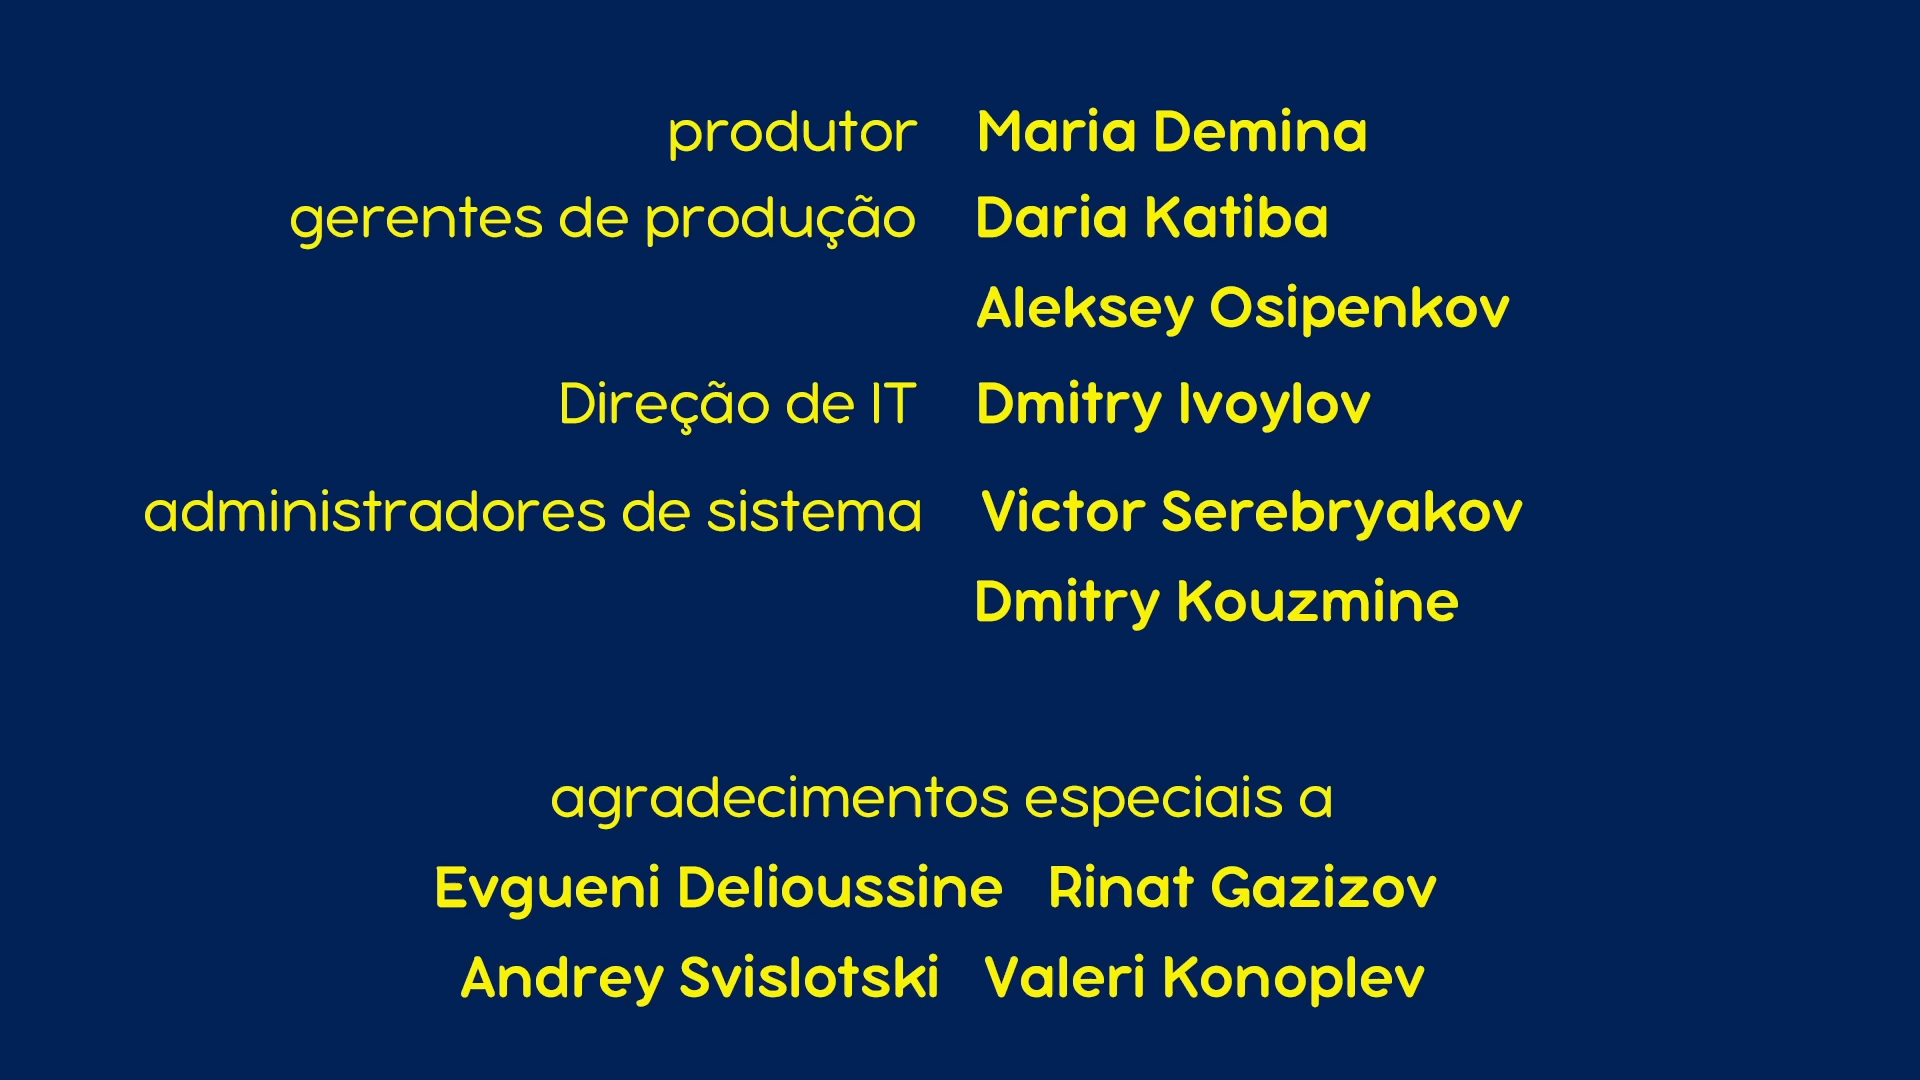 produtor Maria Demina
gerentes de produção Daria Katiba
Aleksey Osipenkov
Direção de IT Dmitry Ivoylov
administradores de sistema Victor Serebryakov
Dmitry Kouzmine
agradecimentos especiais a
Evgueni Delioussine Rinat Gazizov
Andrey Svislotski Valeri Konoplev